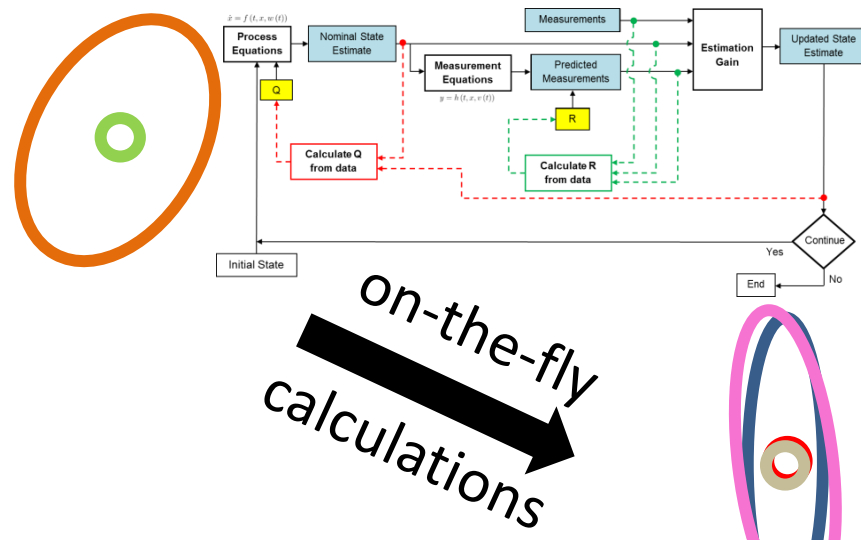 ẋ = f (t, x, w (t))
Process
Equations
Nominal State
Estimate
Measurements
Estimation
Gain
Updated State
Estimate
Measurement
Equations
Predicted
Measurements
y = h (t, x, v (t))
Q
R
Calculate Q
from data
Calculate R
from data
Continue
Yes
No
Initial State
End
on-the-fly
calculations